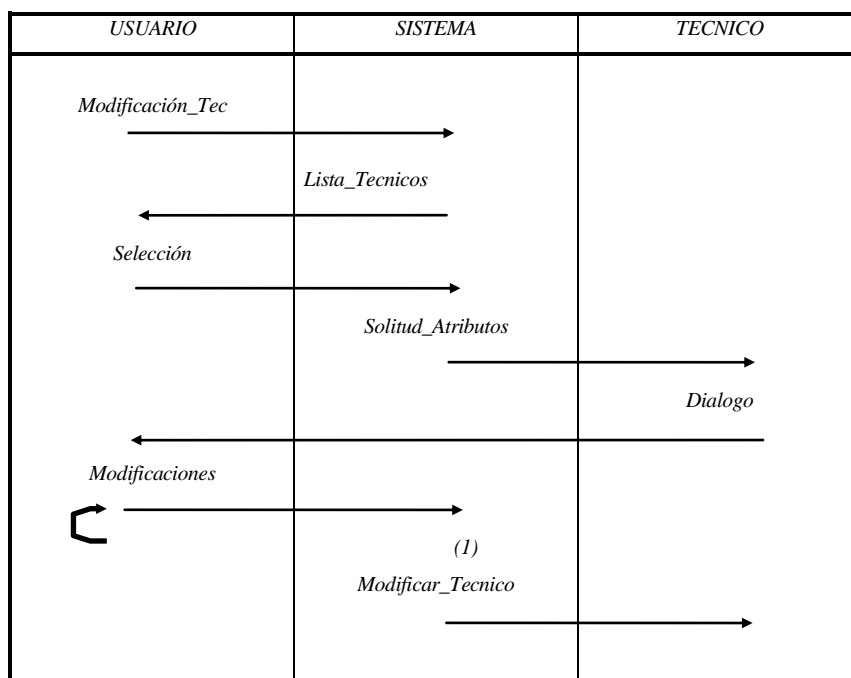 USUARIO SISTEMA TECNICO
Modificación_Tec
Lista_Tecnicos
Selección
Solitud_Atributos
Dialogo
Modificaciones
(1)
Modificar_Tecnico